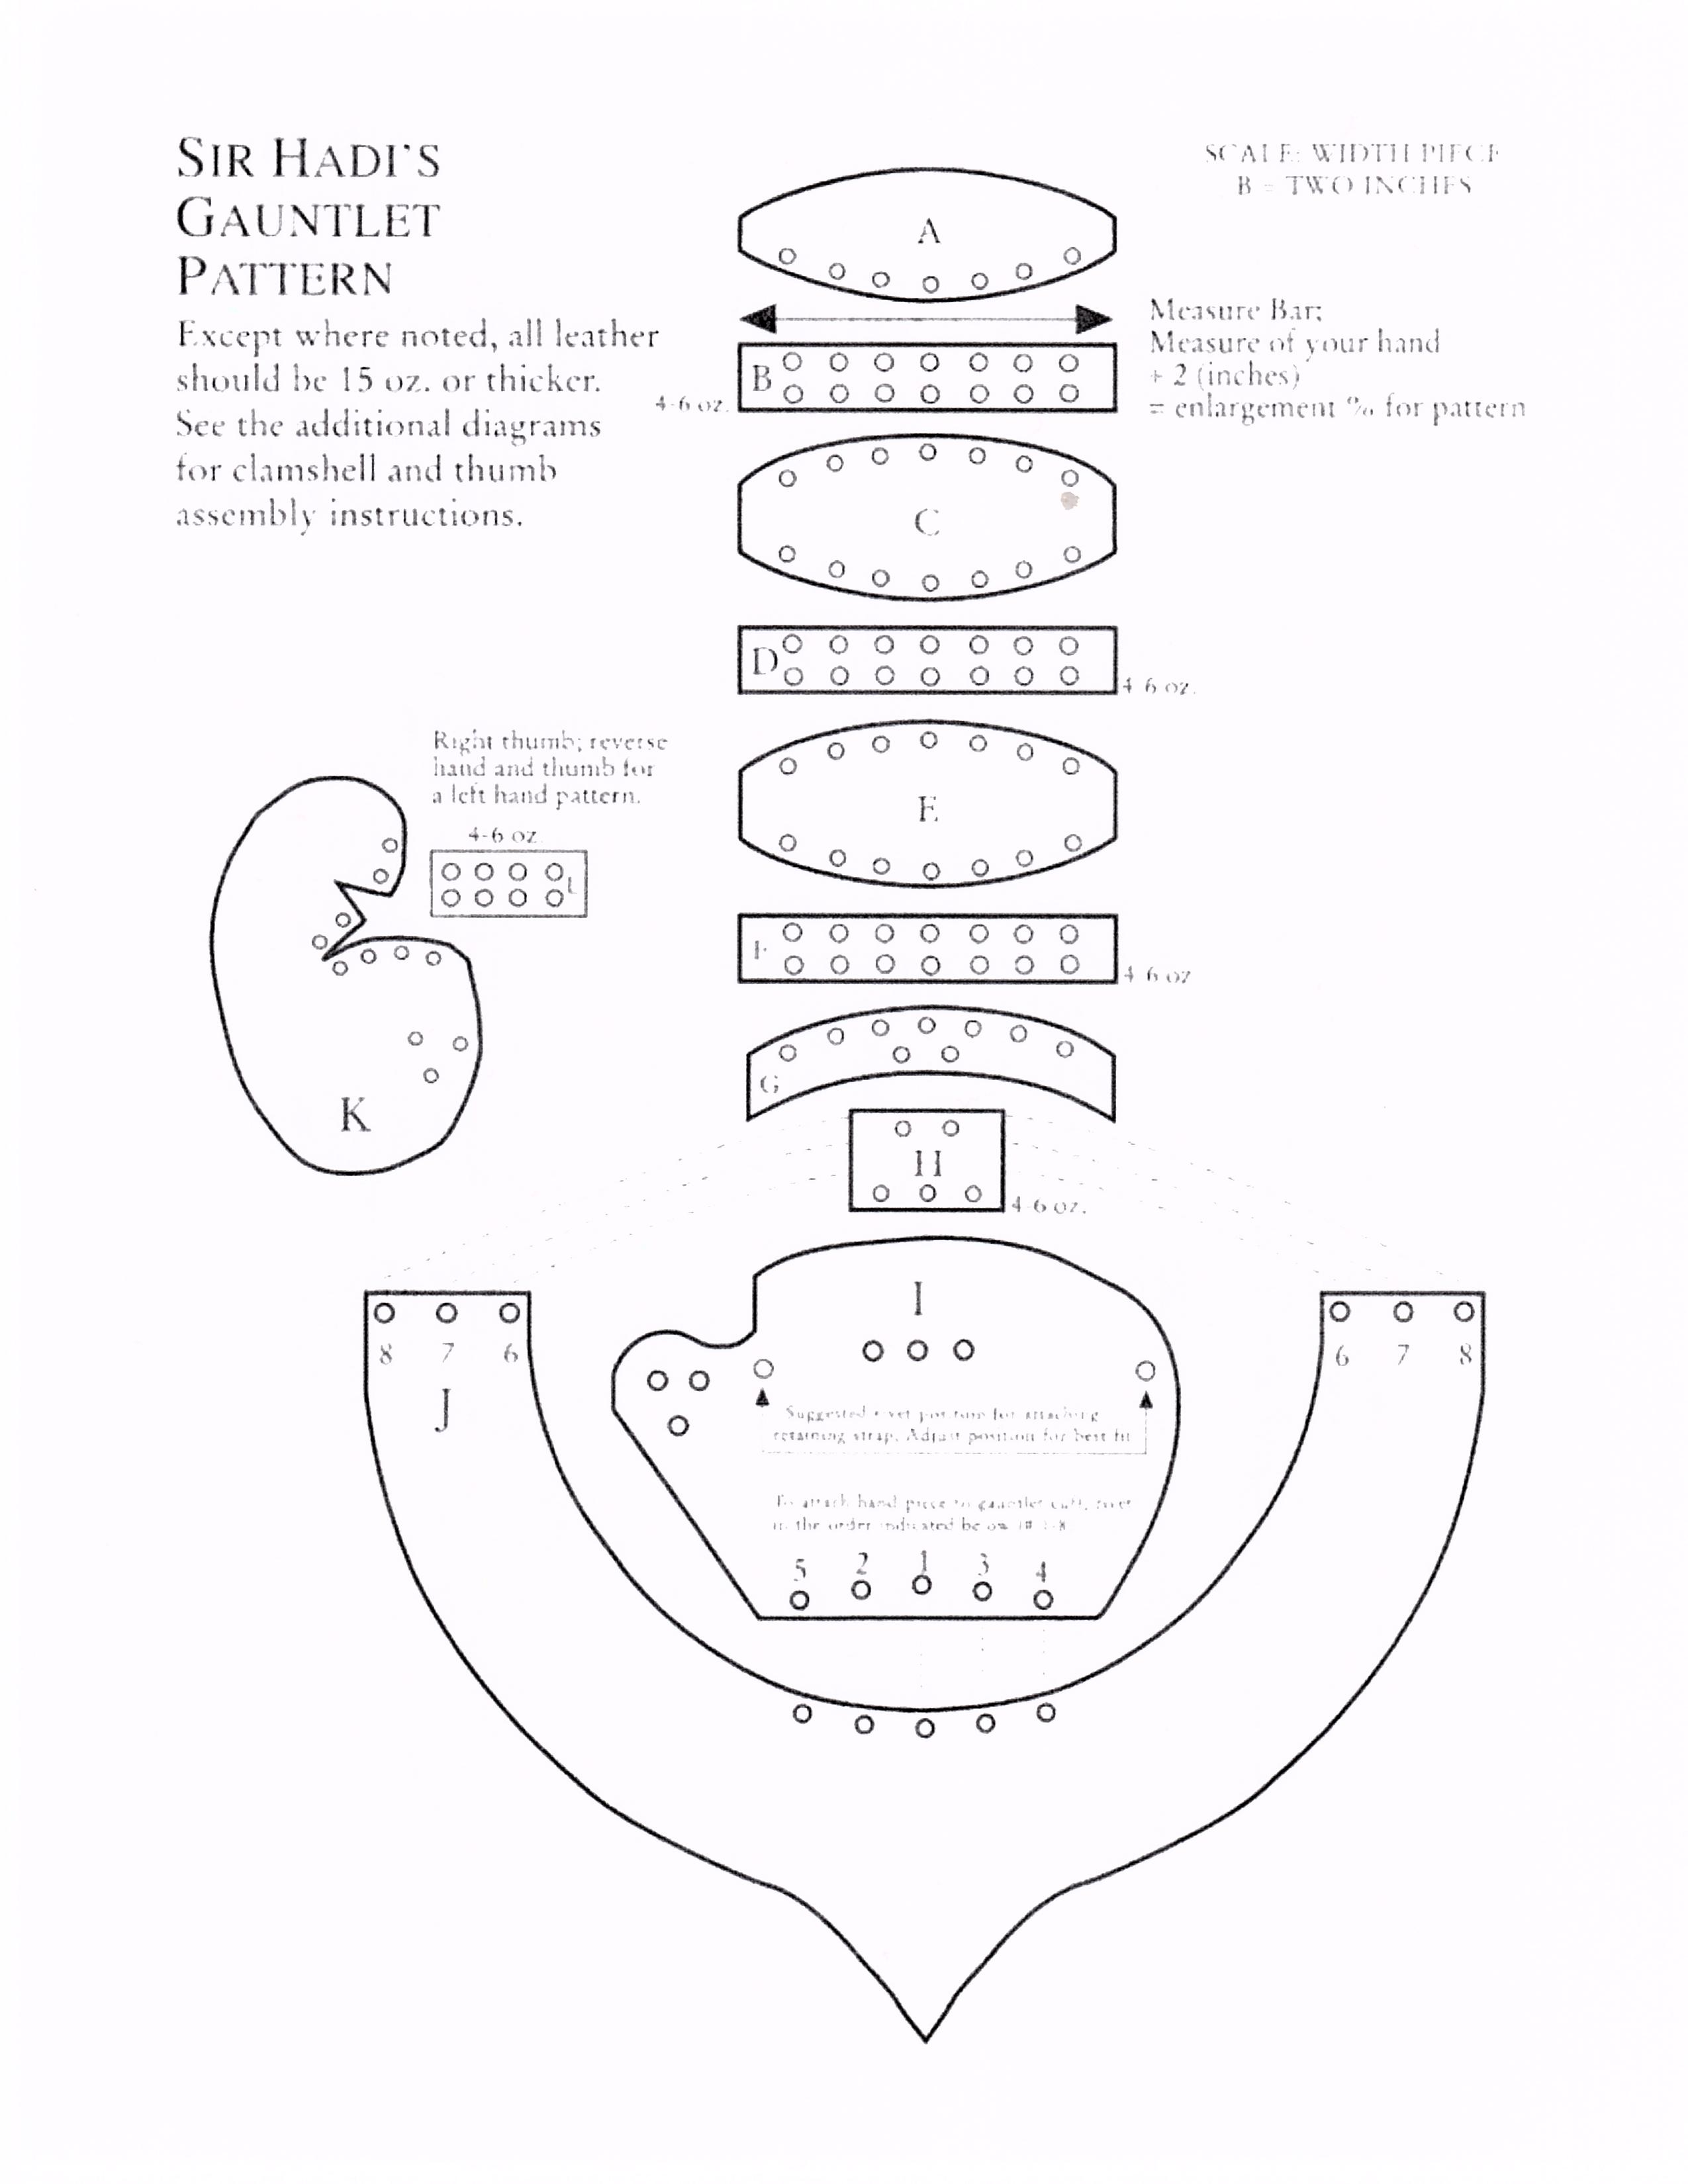 SIR HADI'S
GAUNTLET
PATTERN
Except where noted, all leather
should be 15 oz. or thicker.
See the additional diagrams
for clamshell and thumb
assembly instructions.
SCALE: WIDTH PIECE
B = TWO INCHES
A
Measure Bar;
Measure of your hand
÷ 2 (inches)
= enlargement % for pattern
B
4-6 oz.
C
D
4-6 oz.
Right thumb; reverse
hand and thumb for
a left hand pattern.
4-6 oz.
L
E
F
4-6 oz
G
K
H
4-6 oz.
I
8 7 6
J
6 7 8
Suggested rivet position for attaching
retaining strap. Adjust position for best fit
To attach hand piece to gauntlet cuff, rivet
in the order indicated below (# 1-8
5 2 1 3 4